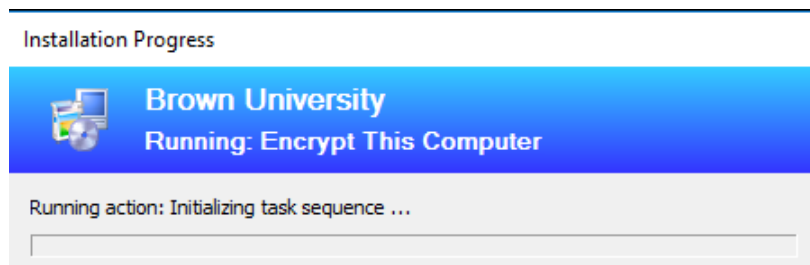 Installation Progress
Brown University
Running: Encrypt This Computer
Running action: Initializing task sequence ...